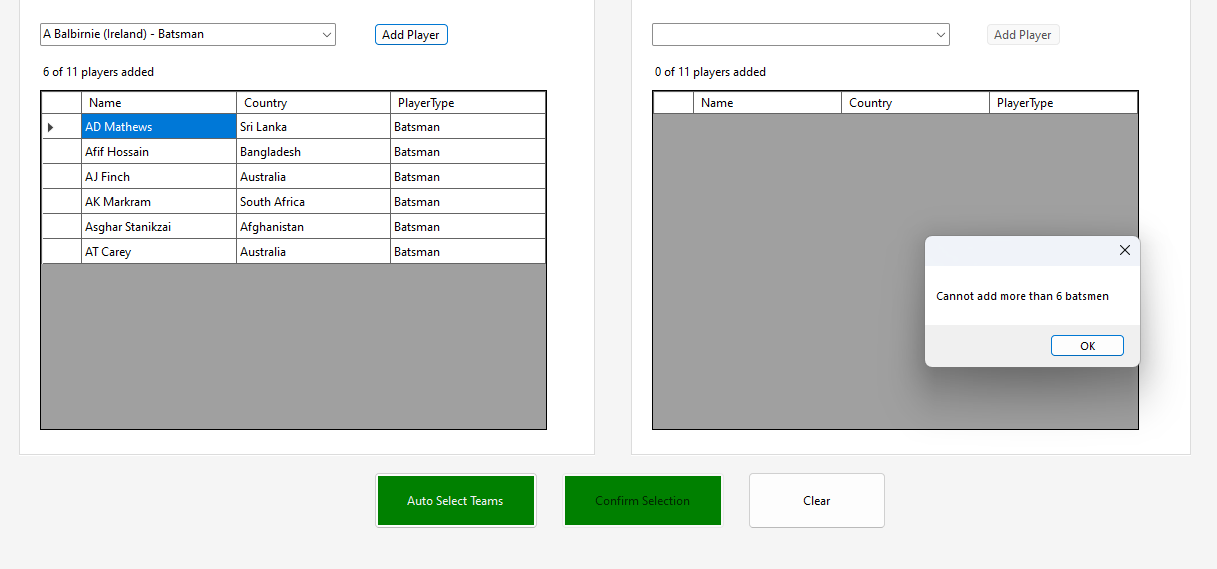 A Balbirnie (Ireland) - Batsman
Add Player
6 of 11 players added
Name Country PlayerType
AD Mathews Sri Lanka Batsman
Afif Hossain Bangladesh Batsman
AJ Finch Australia Batsman
AK Markram South Africa Batsman
Asghar Stanikzai Afghanistan Batsman
AT Carey Australia Batsman
Add Player
0 of 11 players added
Name Country PlayerType
Cannot add more than 6 batsmen
OK
Auto Select Teams
Confirm Selection
Clear